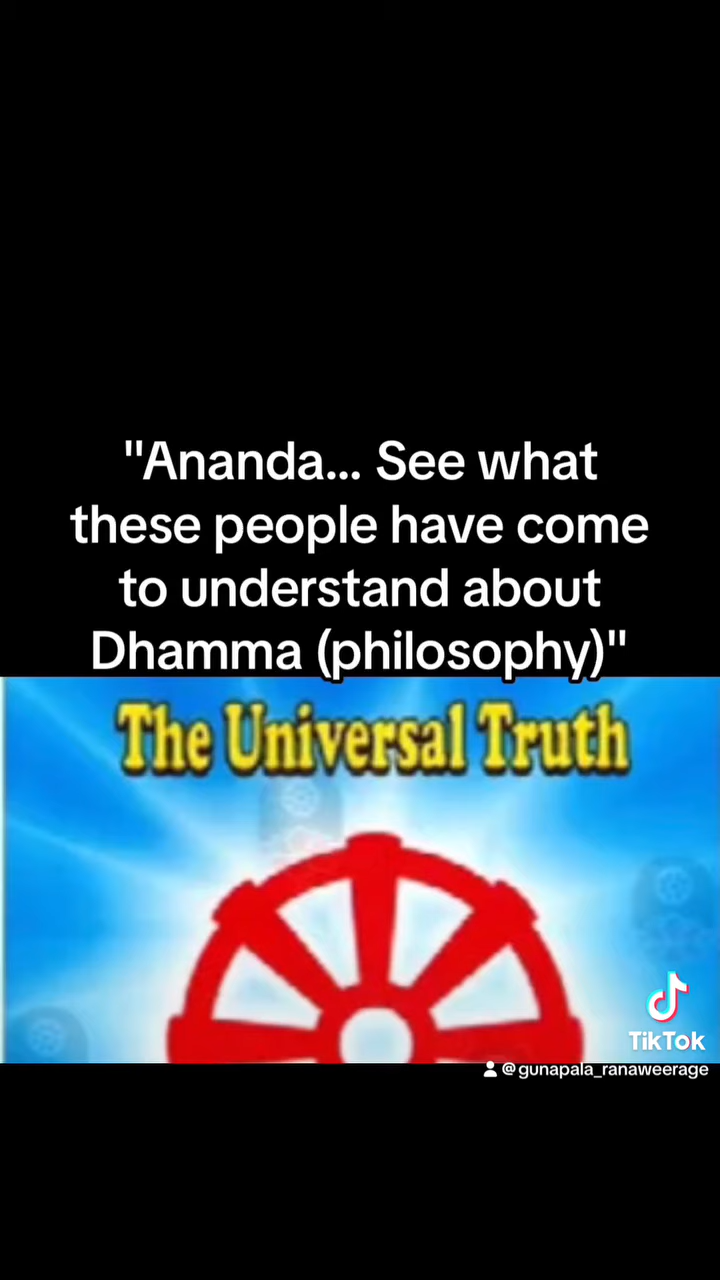 "Ananda... See what
these people have come
to understand about
Dhamma (philosophy)"
The Universal Truth
TikTok
@gunapala_ranaweerage